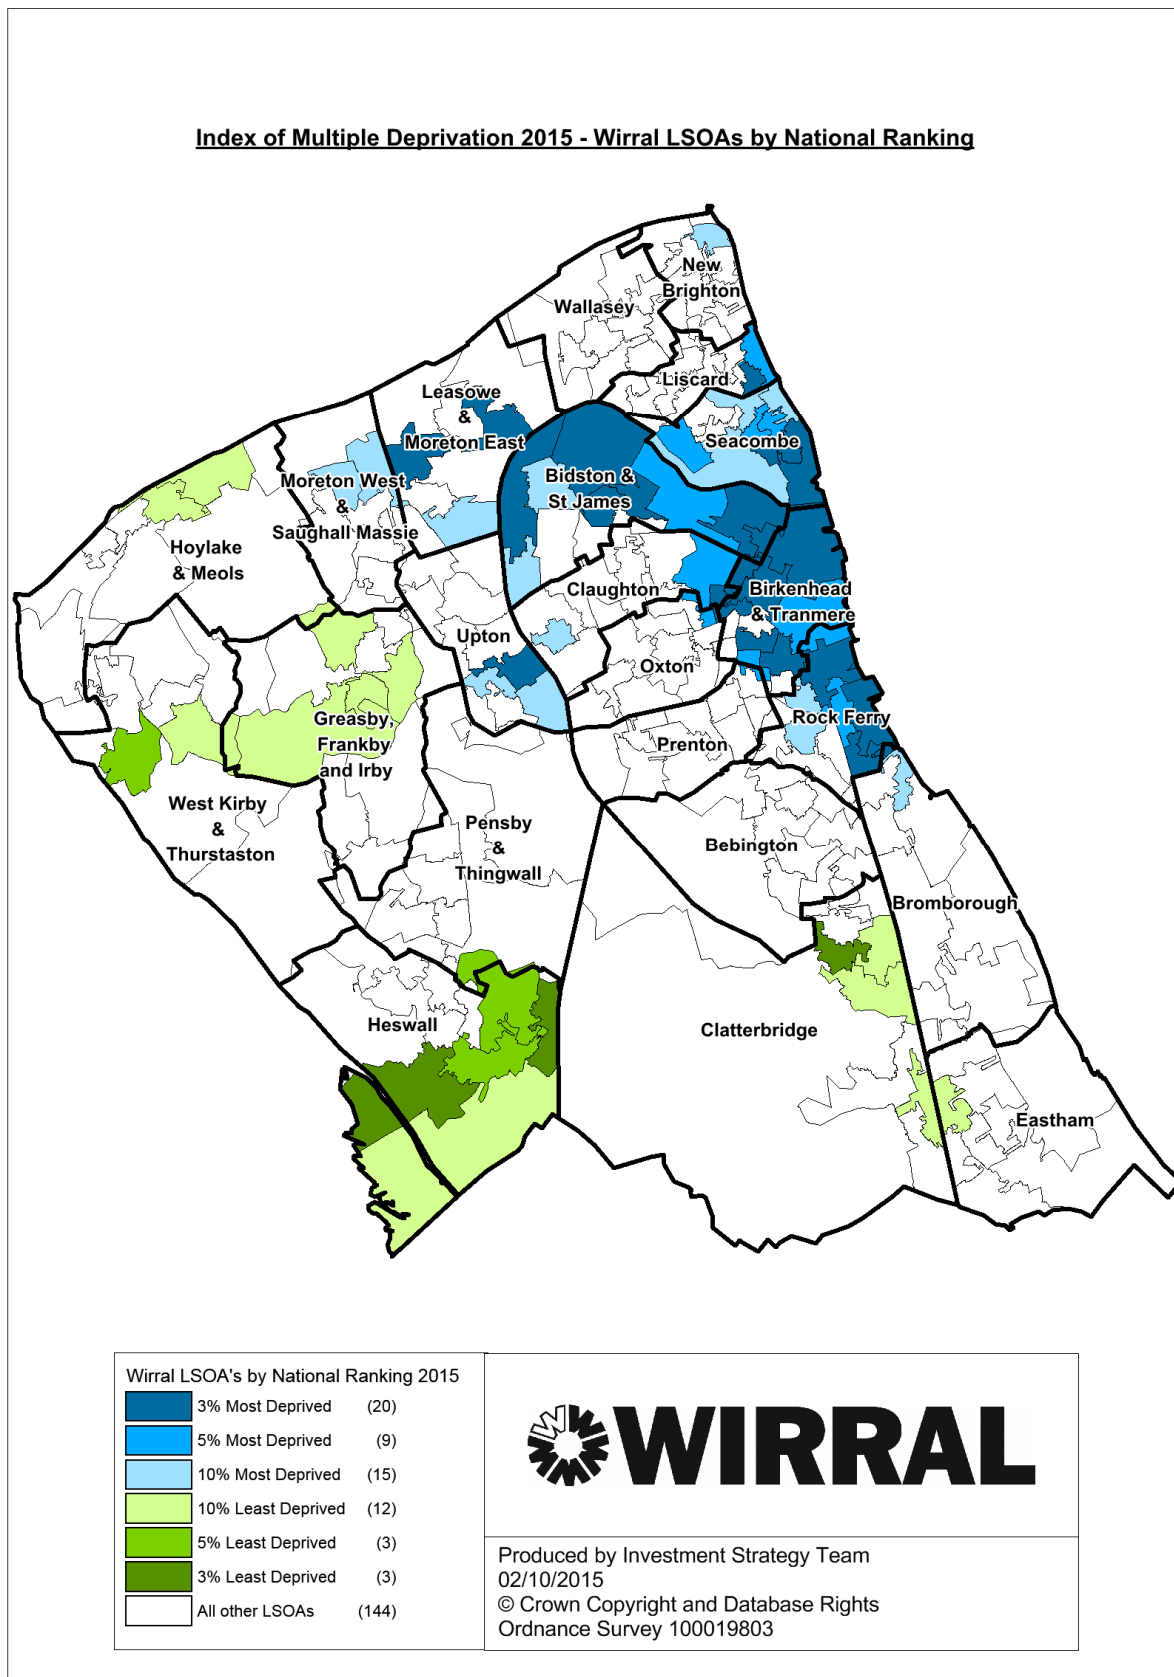 Index of Multiple Deprivation 2015 - Wirral LSOAs by National Ranking
New
Brighton
Wallasey
Liscard
Leasowe
&
Moreton East
Seacombe
Moreton West
&
Saughall Massie
Bidston &
St James
Hoylake
& Meols
Claughton
Birkenhead
& Tranmere
Upton
Oxton
Greasby,
Frankby
and Irby
Rock Ferry
Prenton
West Kirby
&
Thurstaston
Pensby
&
Thingwall
Bebington
Bromborough
Heswall
Clatterbridge
Eastham
Wirral LSOA's by National Ranking 2015
3% Most Deprived (20)
5% Most Deprived (9)
10% Most Deprived (15)
10% Least Deprived (12)
5% Least Deprived (3)
3% Least Deprived (3)
All other LSOAs (144)
WIRRAL
Produced by Investment Strategy Team
02/10/2015
© Crown Copyright and Database Rights
Ordnance Survey 100019803